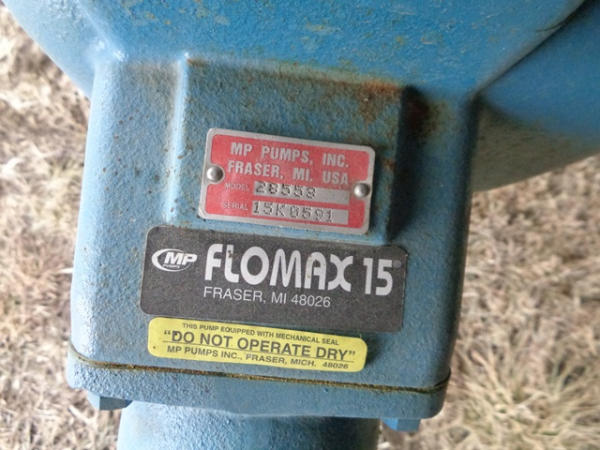 MP PUMPS, INC.
FRASER, MI. USA
MODEL 28558
SERIAL 15K0591
MP PUMPS
FLOMAX 15®
FRASER, MI 48026
THIS PUMP EQUIPPED WITH MECHANICAL SEAL
"DO NOT OPERATE DRY"
MP PUMPS INC., FRASER, MICH. 48026